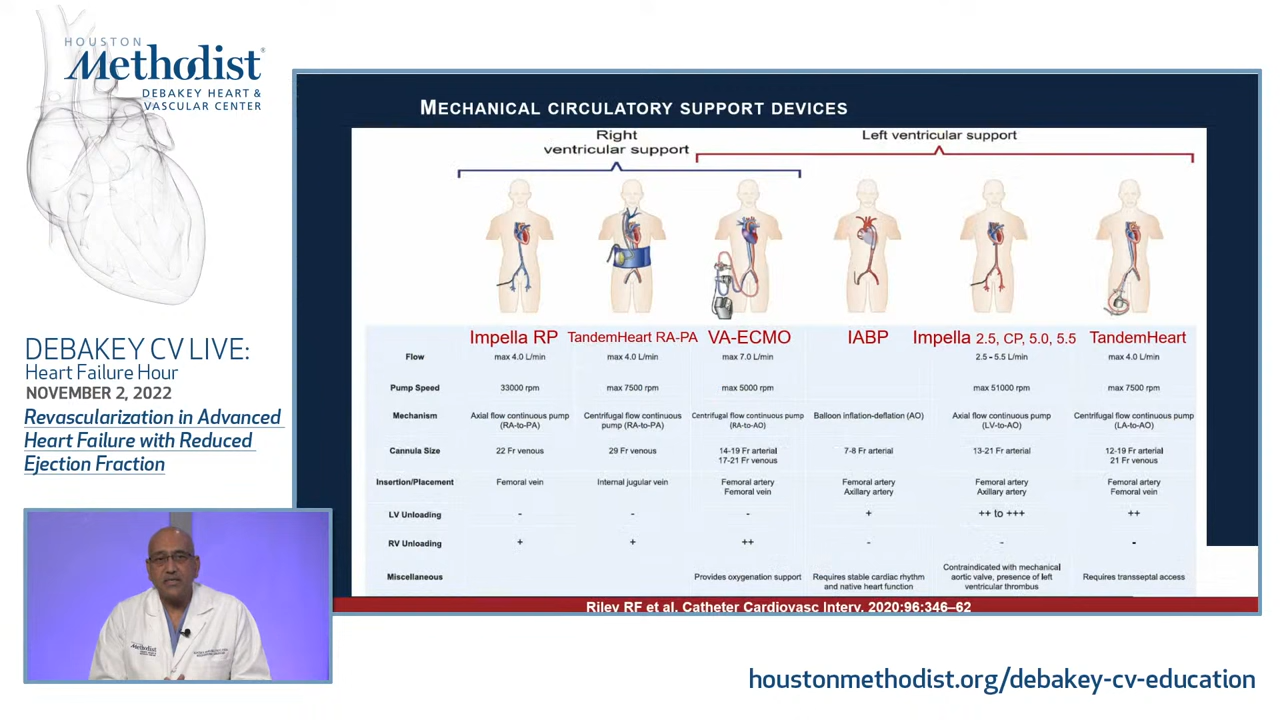 HOUSTON
Methodist®
DEBAKEY HEART &
VASCULAR CENTER
DEBAKEY CV LIVE:
Heart Failure Hour
NOVEMBER 2, 2022
Revascularization in Advanced
Heart Failure with Reduced
Ejection Fraction
MECHANICAL CIRCULATORY SUPPORT DEVICES
Right
ventricular support
Left ventricular support
Impella RP TandemHeart RA-PA VA-ECMO IABP Impella 2.5, CP, 5.0, 5.5 TandemHeart
Flow max 4.0 L/min max 4.0 L/min max 7.0 L/min 2.5 - 5.5 L/min max 4.0 L/min
Pump Speed 33000 rpm max 7500 rpm max 5000 rpm max 51000 rpm max 7500 rpm
Mechanism Axial flow continuous pump Centrifugal flow continuous Centrifugal flow continuous pump Balloon inflation-deflation (AO) Axial flow continuous pump Centrifugal flow continuous pump
(RA-to-PA) pump (RA-to-PA) (RA-to-AO) (LV-to-AO) (LA-to-AO)
Cannula Size 22 Fr venous 29 Fr venous 14-19 Fr arterial 7-8 Fr arterial 13-21 Fr arterial 12-19 Fr arterial
17-21 Fr venous 21 Fr venous
Insertion/Placement Femoral vein Internal jugular vein Femoral artery Femoral artery Femoral artery Femoral artery
Femoral vein Axillary artery Axillary artery Femoral vein
LV Unloading - - - + ++ to +++ ++
RV Unloading + + ++ - - -
Miscellaneous Provides oxygenation support Requires stable cardiac rhythm Contraindicated with mechanical Requires transseptal access
and native heart function aortic valve, presence of left
ventricular thrombus
Riley RF et al. Catheter Cardiovasc Interv. 2020;96:346–62
Methodist
houstonmethodist.org/debakey-cv-education